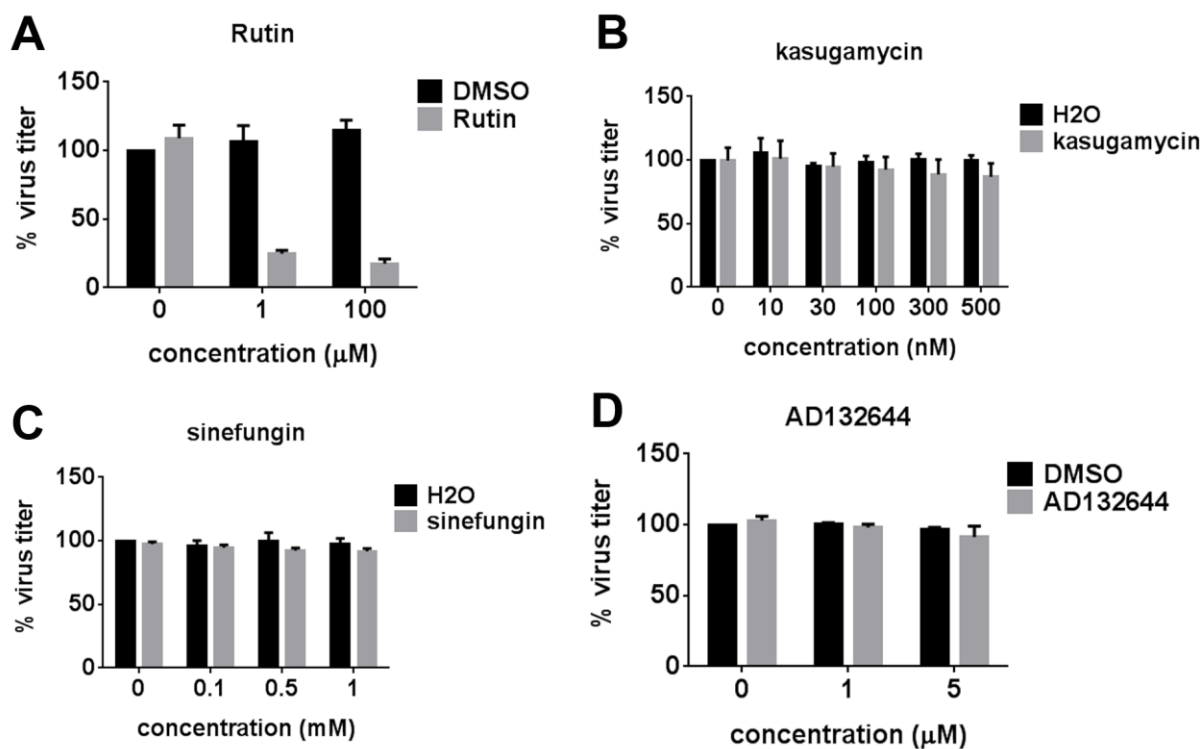 A
Rutin
% virus titer
150
100
50
0
0 1 100
concentration (μM)
DMSO
Rutin
B
kasugamycin
% virus titer
150
100
50
0
0 10 30 100 300 500
concentration (nM)
H2O
kasugamycin
C
sinefungin
% virus titer
150
100
50
0
0 0.1 0.5 1
concentration (mM)
H2O
sinefungin
D
AD132644
% virus titer
150
100
50
0
0 1 5
concentration (μM)
DMSO
AD132644